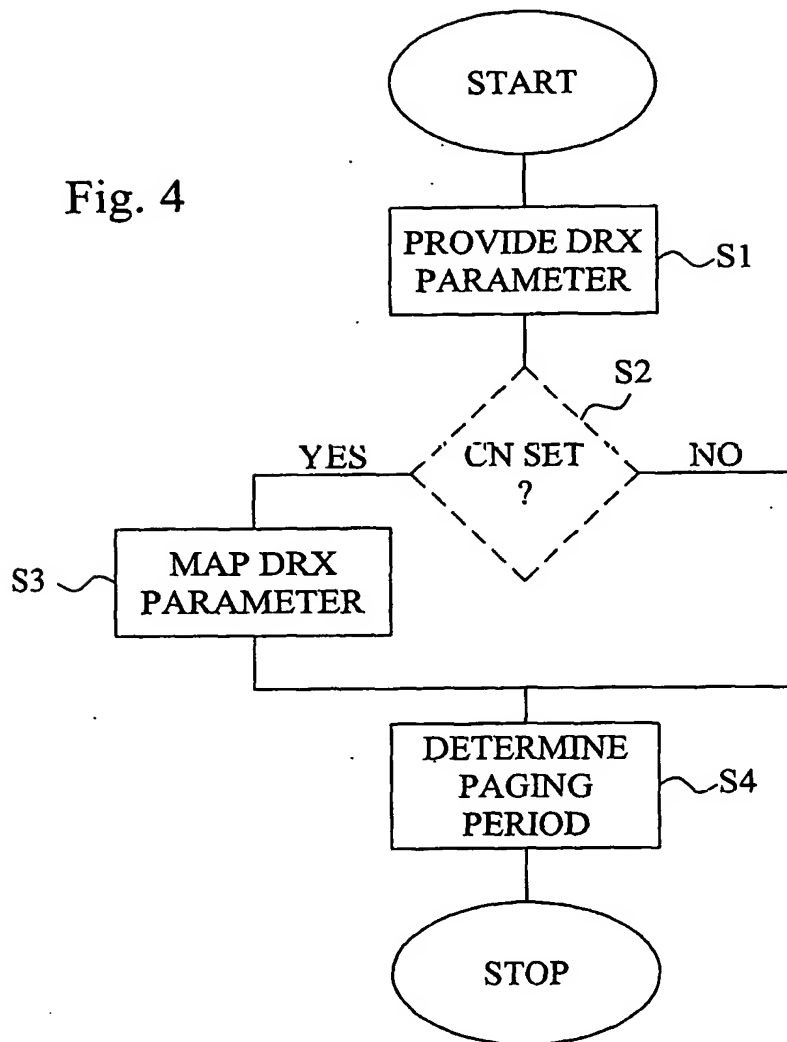 START
Fig. 4
PROVIDE DRX
PARAMETER
S1
S2
YES
CN SET
?
NO
S3
MAP DRX
PARAMETER
DETERMINE
PAGING
PERIOD
S4
STOP